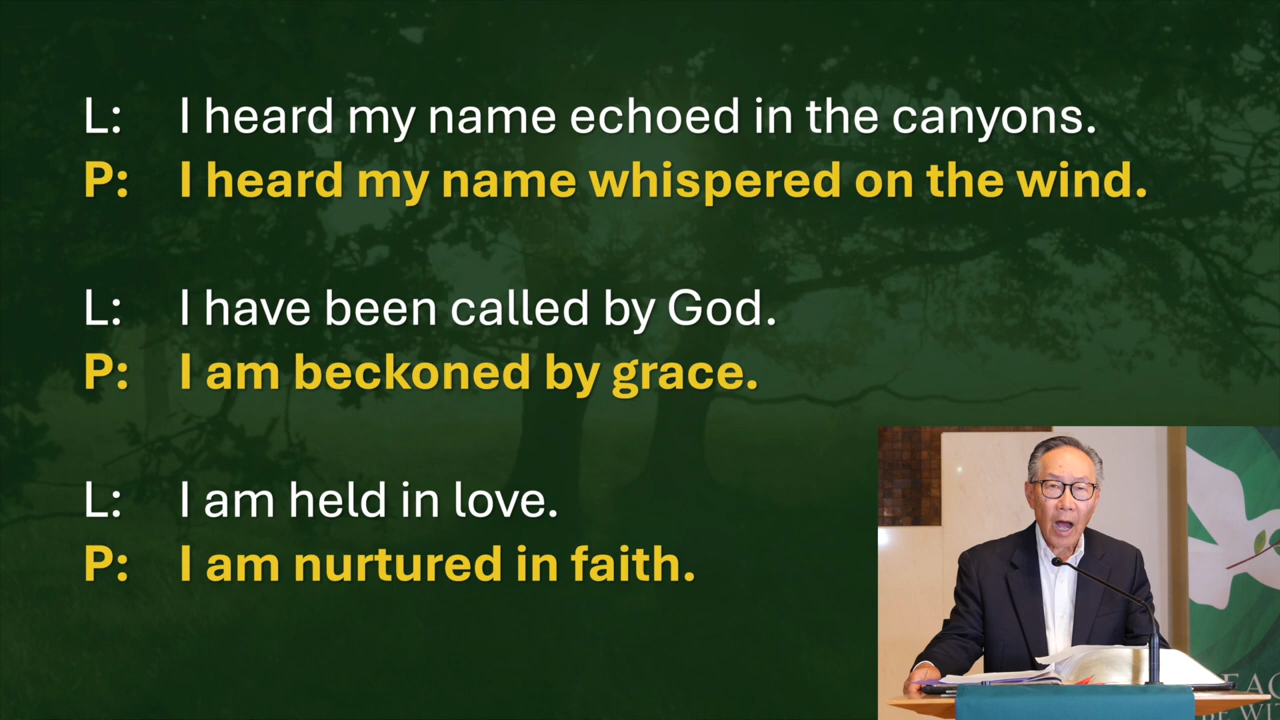 L: I heard my name echoed in the canyons.
P: I heard my name whispered on the wind.
L: I have been called by God.
P: I am beckoned by grace.
L: I am held in love.
P: I am nurtured in faith.